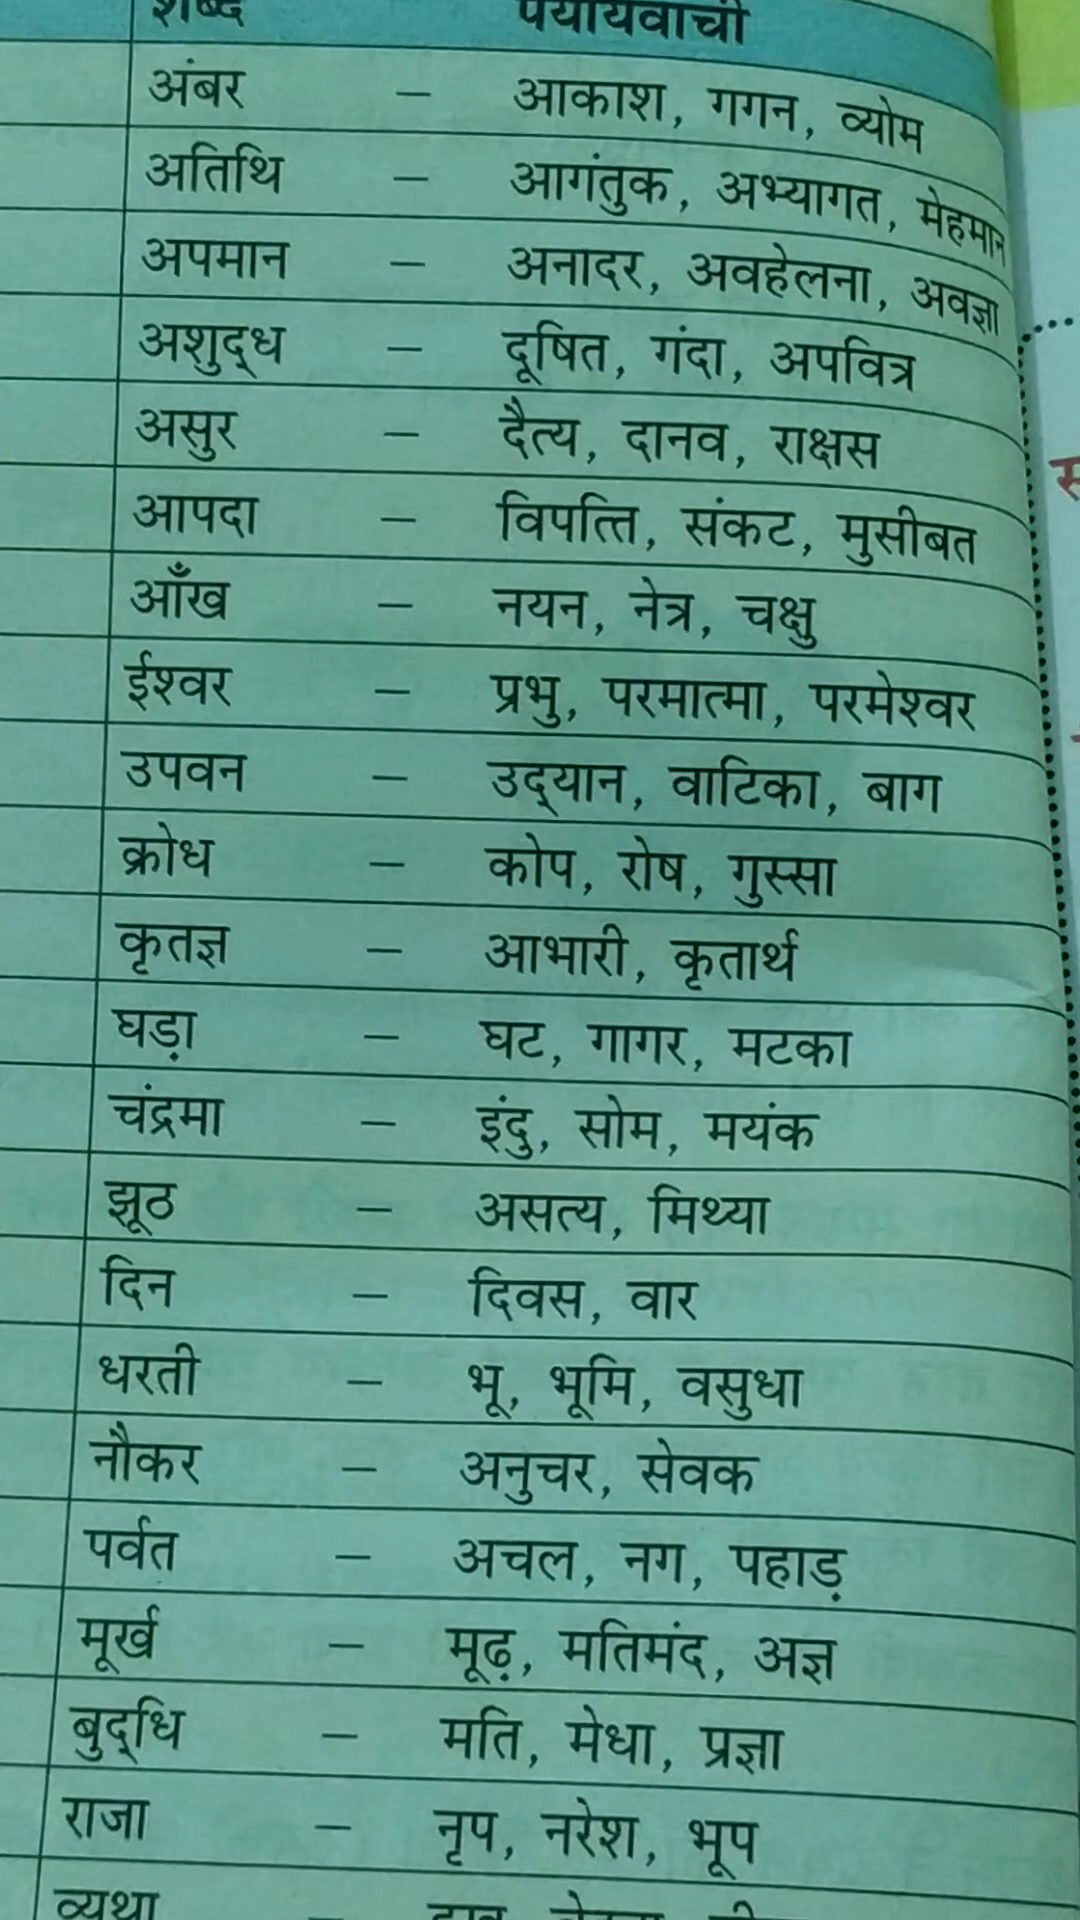 शब्द पर्यायवाची
अंबर – आकाश, गगन, व्योम
अतिथि – आगंतुक, अभ्यागत, मेहमान
अपमान – अनादर, अवहेलना, अवज्ञा
अशुद्‌ध – दूषित, गंदा, अपवित्र
असुर – दैत्य, दानव, राक्षस
आपदा – विपत्ति, संकट, मुसीबत
आँख – नयन, नेत्र, चक्षु
ईश्वर – प्रभु, परमात्मा, परमेश्वर
उपवन – उद्‌यान, वाटिका, बाग
क्रोध – कोप, रोष, गुस्सा
कृतज्ञ – आभारी, कृतार्थ
घड़ा – घट, गागर, मटका
चंद्रमा – इंदु, सोम, मयंक
झूठ – असत्य, मिथ्या
दिन – दिवस, वार
धरती – भू, भूमि, वसुधा
नौकर – अनुचर, सेवक
पर्वत – अचल, नग, पहाड़
मूर्ख – मूढ़, मतिमंद, अज्ञ
बुद्‌धि – मति, मेधा, प्रज्ञा
राजा – नृप, नरेश, भूप
व्यथा –